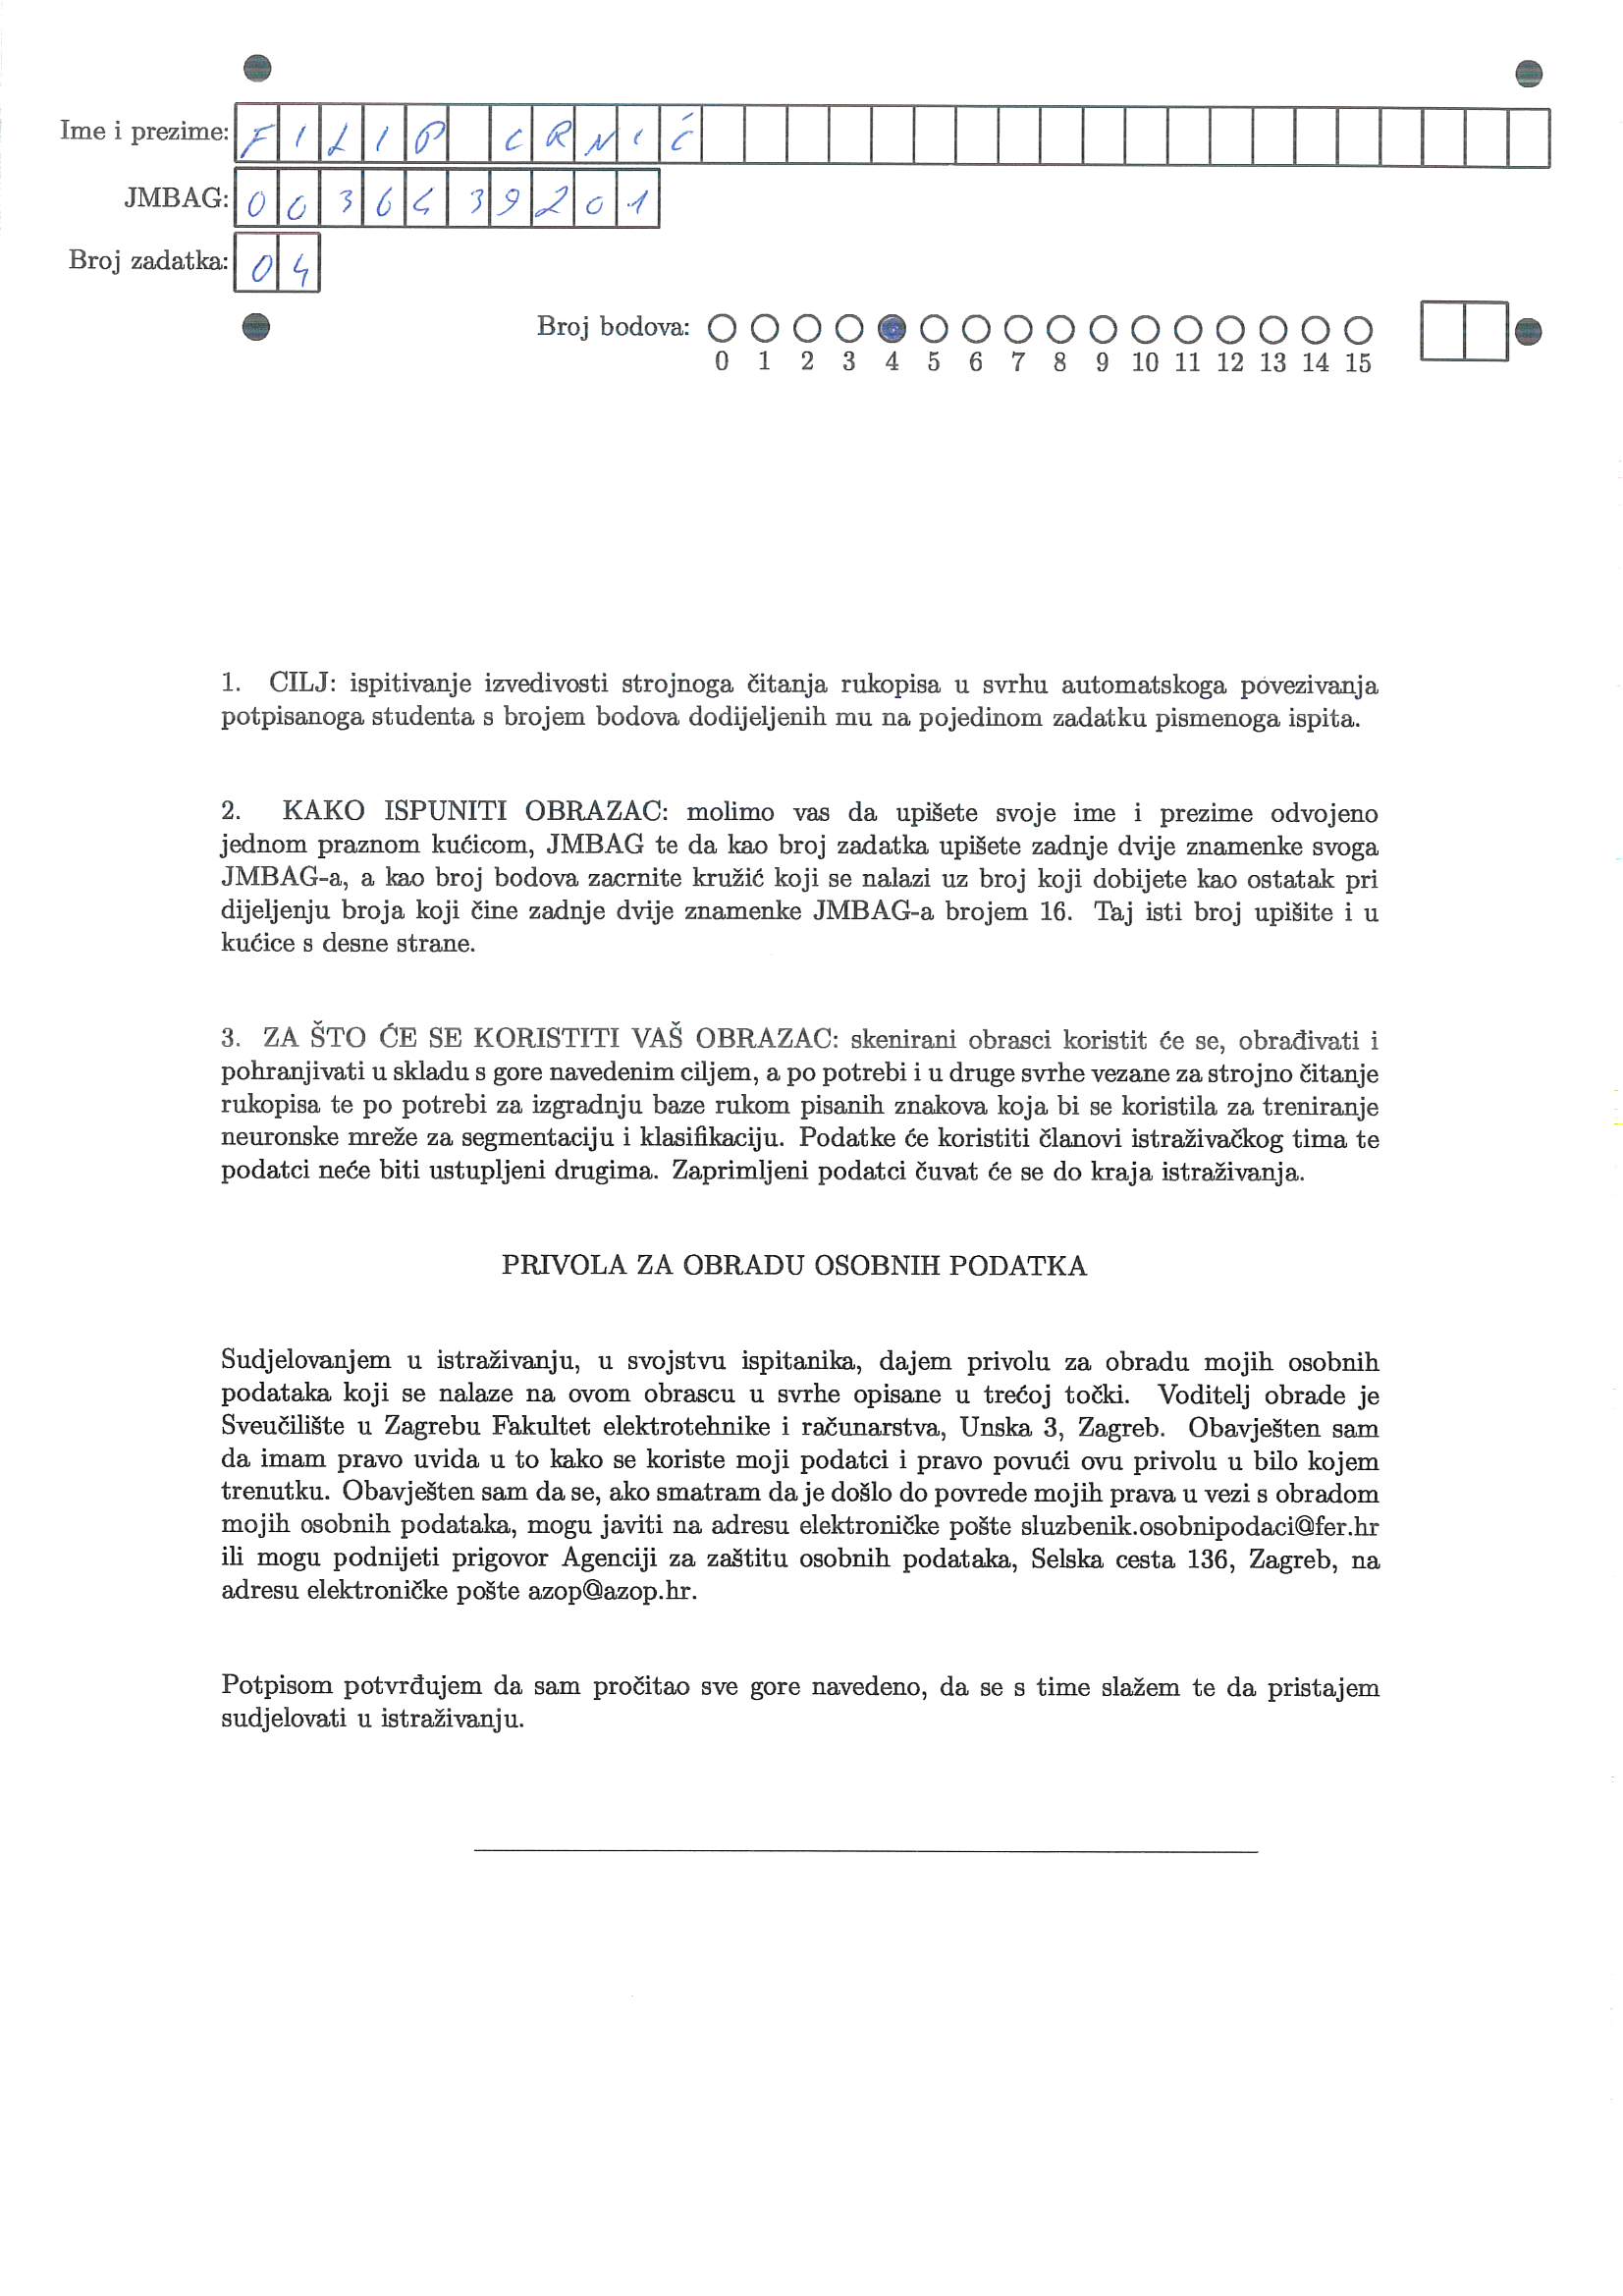 Ime i prezime: FILIP CRNIĆ
JMBAG: 0036439201
Broj zadatka: 04
Broj bodova:
0 1 2 3 4 5 6 7 8 9 10 11 12 13 14 15
1. CILJ: ispitivanje izvedivosti strojnoga čitanja rukopisa u svrhu automatskoga povezivanja
potpisanoga studenta s brojem bodova dodijeljenih mu na pojedinom zadatku pismenoga ispita.
2. KAKO ISPUNITI OBRAZAC: molimo vas da upišete svoje ime i prezime odvojeno
jednom praznom kućicom, JMBAG te da kao broj zadatka upišete zadnje dvije znamenke svoga
JMBAG-a, a kao broj bodova zacrnite kružić koji se nalazi uz broj koji dobijete kao ostatak pri
dijeljenju broja koji čine zadnje dvije znamenke JMBAG-a brojem 16. Taj isti broj upišite i u
kućice s desne strane.
3. ZA ŠTO ĆE SE KORISTITI VAŠ OBRAZAC: skenirani obrasci koristit će se, obrađivati i
pohranjivati u skladu s gore navedenim ciljem, a po potrebi i u druge svrhe vezane za strojno čitanje
rukopisa te po potrebi za izgradnju baze rukom pisanih znakova koja bi se koristila za treniranje
neuronske mreže za segmentaciju i klasifikaciju. Podatke će koristiti članovi istraživačkog tima te
podatci neće biti ustupljeni drugima. Zaprimljeni podatci čuvat će se do kraja istraživanja.
PRIVOLA ZA OBRADU OSOBNIH PODATKA
Sudjelovanjem u istraživanju, u svojstvu ispitanika, dajem privolu za obradu mojih osobnih
podataka koji se nalaze na ovom obrascu u svrhe opisane u trećoj točki. Voditelj obrade je
Sveučilište u Zagrebu Fakultet elektrotehnike i računarstva, Unska 3, Zagreb. Obavješten sam
da imam pravo uvida u to kako se koriste moji podatci i pravo povući ovu privolu u bilo kojem
trenutku. Obavješten sam da se, ako smatram da je došlo do povrede mojih prava u vezi s obradom
mojih osobnih podataka, mogu javiti na adresu elektroničke pošte sluzbenik.osobnipodaci@fer.hr
ili mogu podnijeti prigovor Agenciji za zaštitu osobnih podataka, Selska cesta 136, Zagreb, na
adresu elektroničke pošte azop@azop.hr.
Potpisom potvrđujem da sam pročitao sve gore navedeno, da se s time slažem te da pristajem
sudjelovati u istraživanju.